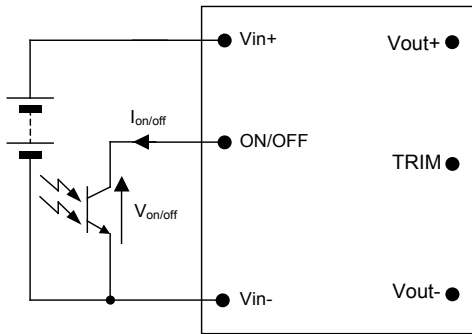 Vin+
Vout+
Ion/off
ON/OFF
TRIM
Von/off
Vin-
Vout-